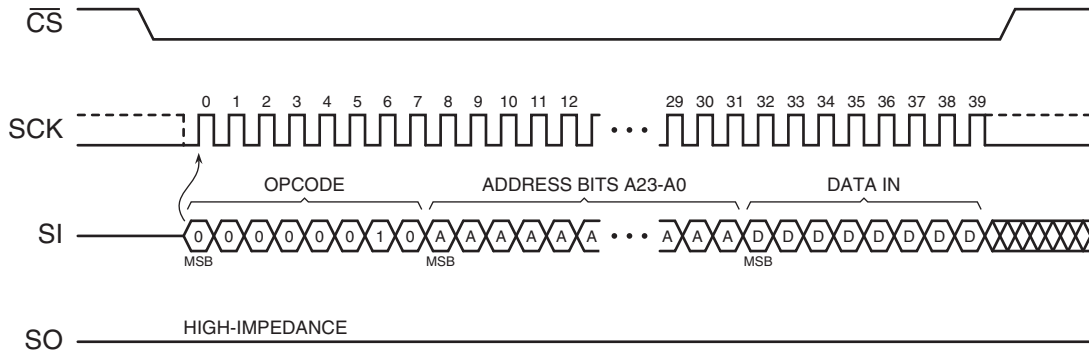 CS
0 1 2 3 4 5 6 7 8 9 10 11 12 29 30 31 32 33 34 35 36 37 38 39
SCK
OPCODE ADDRESS BITS A23-A0 DATA IN
SI 0 0 0 0 0 0 1 0 A A A A A A A A A D D D D D D D D
MSB MSB MSB
HIGH-IMPEDANCE
SO